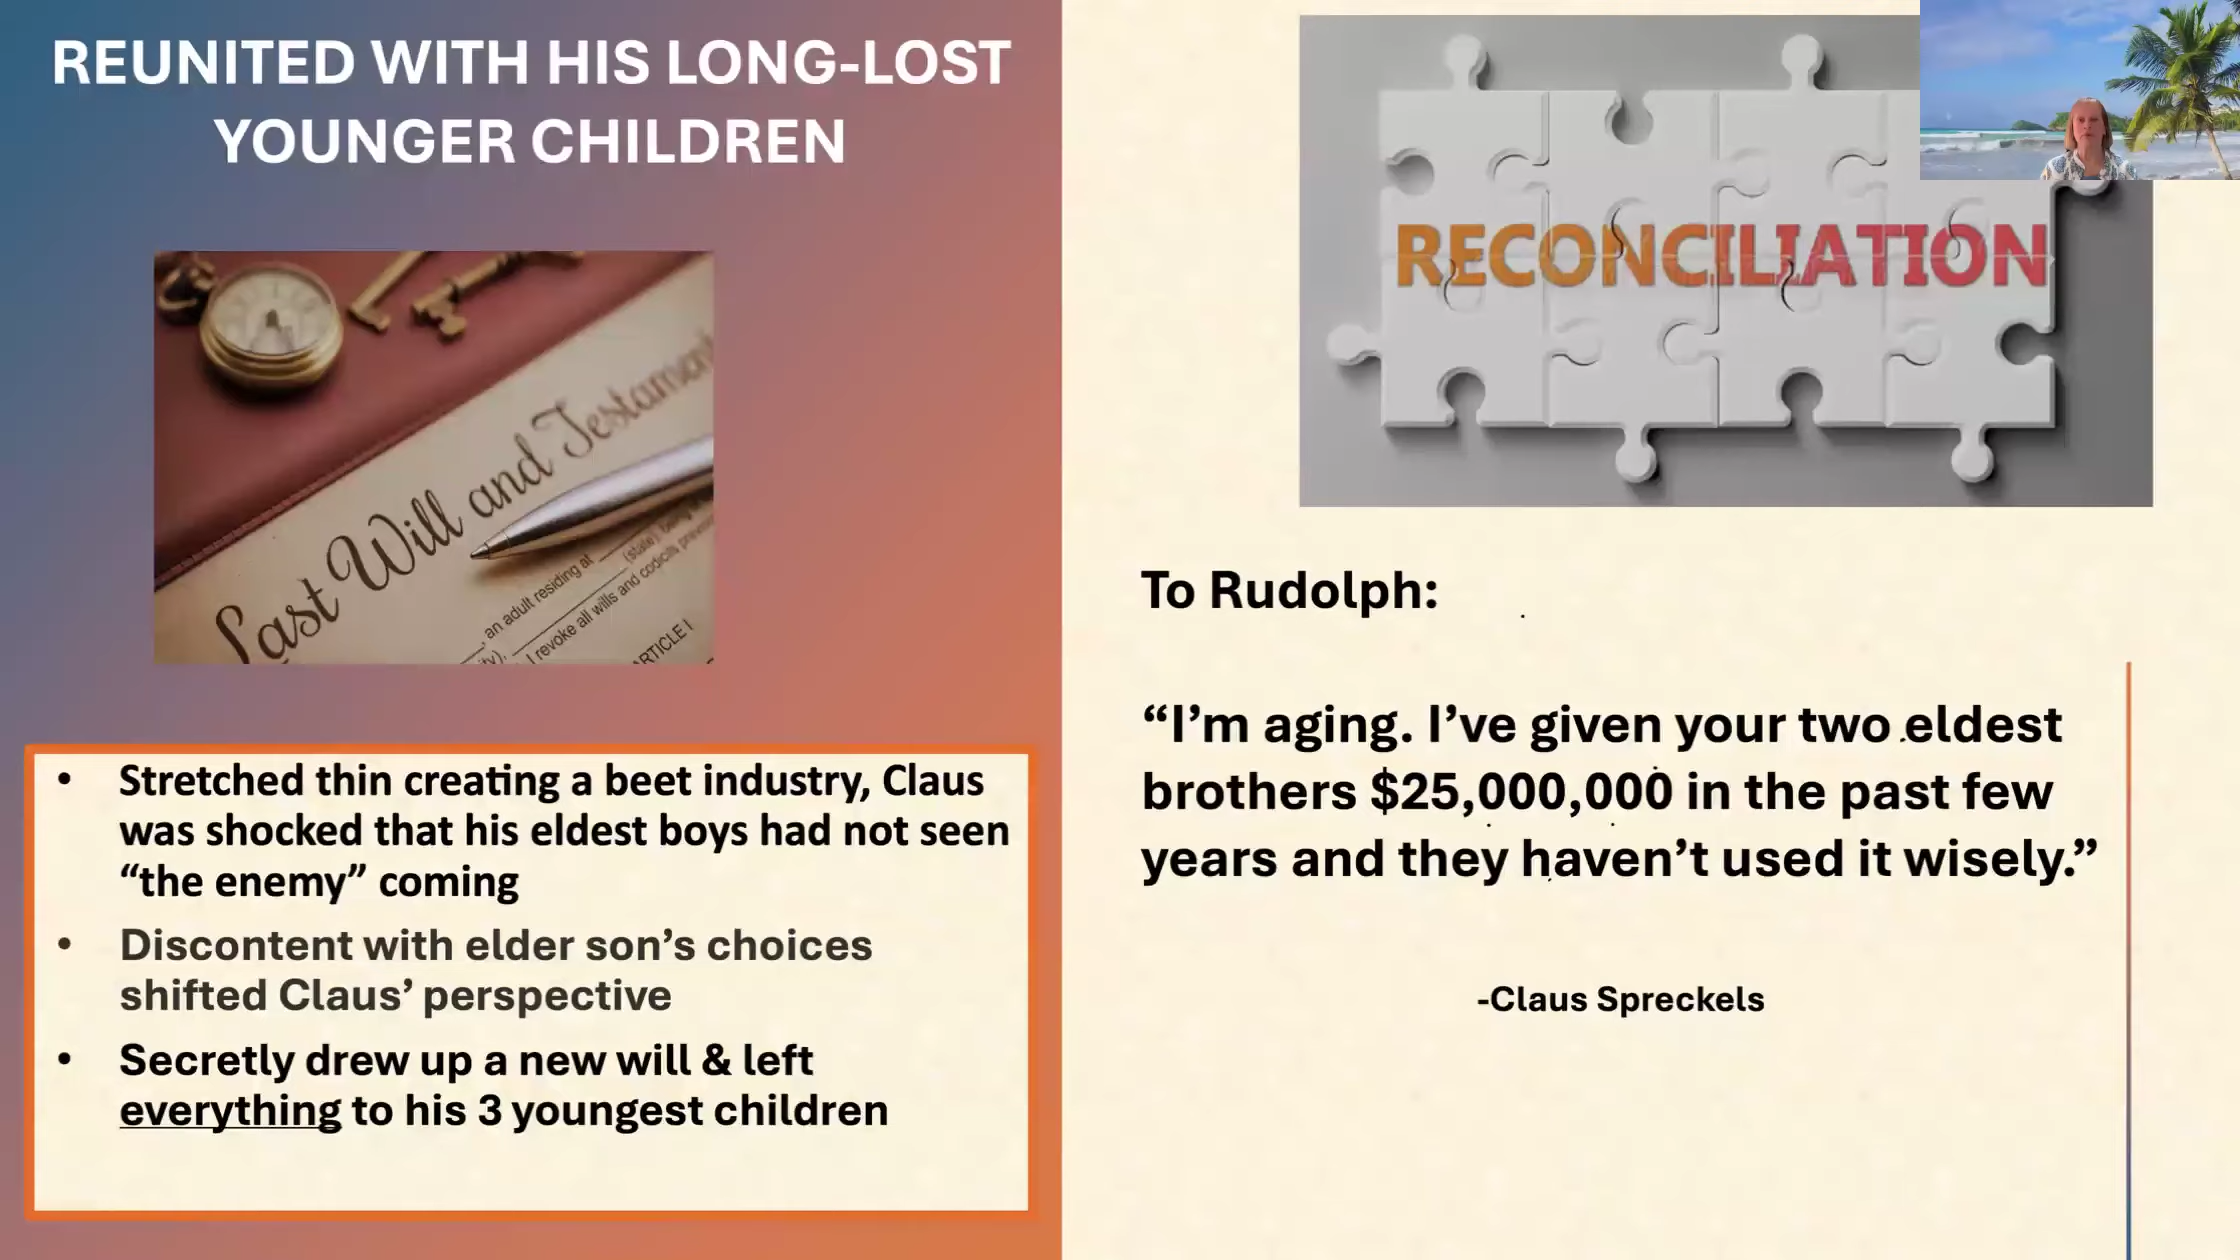 REUNITED WITH HIS LONG-LOST
YOUNGER CHILDREN
Last Will and Testament
, an adult residing at
(state), being
I revoke all wills and codicils
ARTICLE I
• Stretched thin creating a beet industry, Claus
was shocked that his eldest boys had not seen
“the enemy” coming
• Discontent with elder son’s choices
shifted Claus’ perspective
• Secretly drew up a new will & left
everything to his 3 youngest children
RECONCILIATION
To Rudolph:
“I’m aging. I’ve given your two eldest
brothers $25,000,000 in the past few
years and they haven’t used it wisely.”
-Claus Spreckels